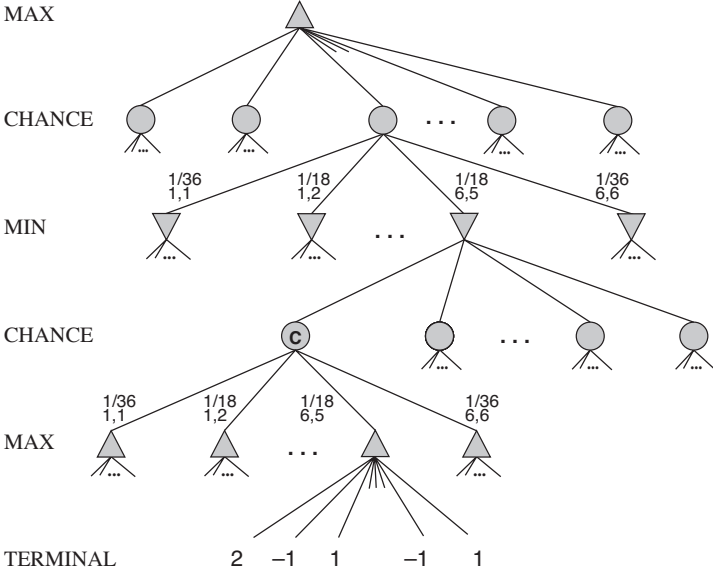 MAX
CHANCE
...
... ... ... ... ...
1/36 1/18 1/18 1/36
1,1 1,2 6,5 6,6
MIN
...
... ... ...
CHANCE C ...
... ... ...
1/36 1/18 1/18 1/36
1,1 1,2 6,5 6,6
MAX
...
... ... ...
TERMINAL 2 –1 1 –1 1